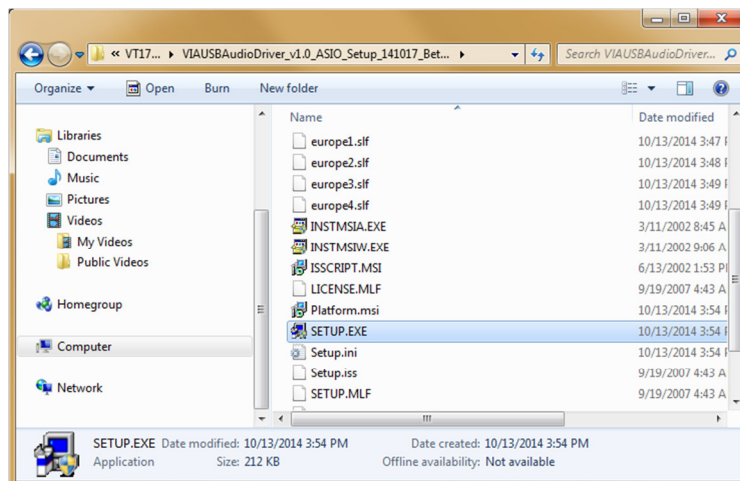 « VT17... ▸ VIAUSBAudioDriver_v1.0_ASIO_Setup_141017_Bet... ▸ Search VIAUSBAudioDriver...
Organize Open Burn New folder
Libraries
Documents
Music
Pictures
Videos
My Videos
Public Videos
Homegroup
Computer
Network
Name Date modified
europe1.slf 10/13/2014 3:47
europe2.slf 10/13/2014 3:48
europe3.slf 10/13/2014 3:49
europe4.slf 10/13/2014 3:49
INSTMSIA.EXE 3/11/2002 8:45 A
INSTMSIW.EXE 3/11/2002 9:06 A
ISSCRIPT.MSI 6/13/2002 1:53 P
LICENSE.MLF 9/19/2007 4:43 A
Platform.msi 10/13/2014 3:54
SETUP.EXE 10/13/2014 3:54
Setup.ini 10/13/2014 3:54
Setup.iss 9/19/2007 4:43 A
SETUP.MLF 9/19/2007 4:43 A
SETUP.EXE Date modified: 10/13/2014 3:54 PM Date created: 10/13/2014 3:54 PM
Application Size: 212 KB Offline availability: Not available